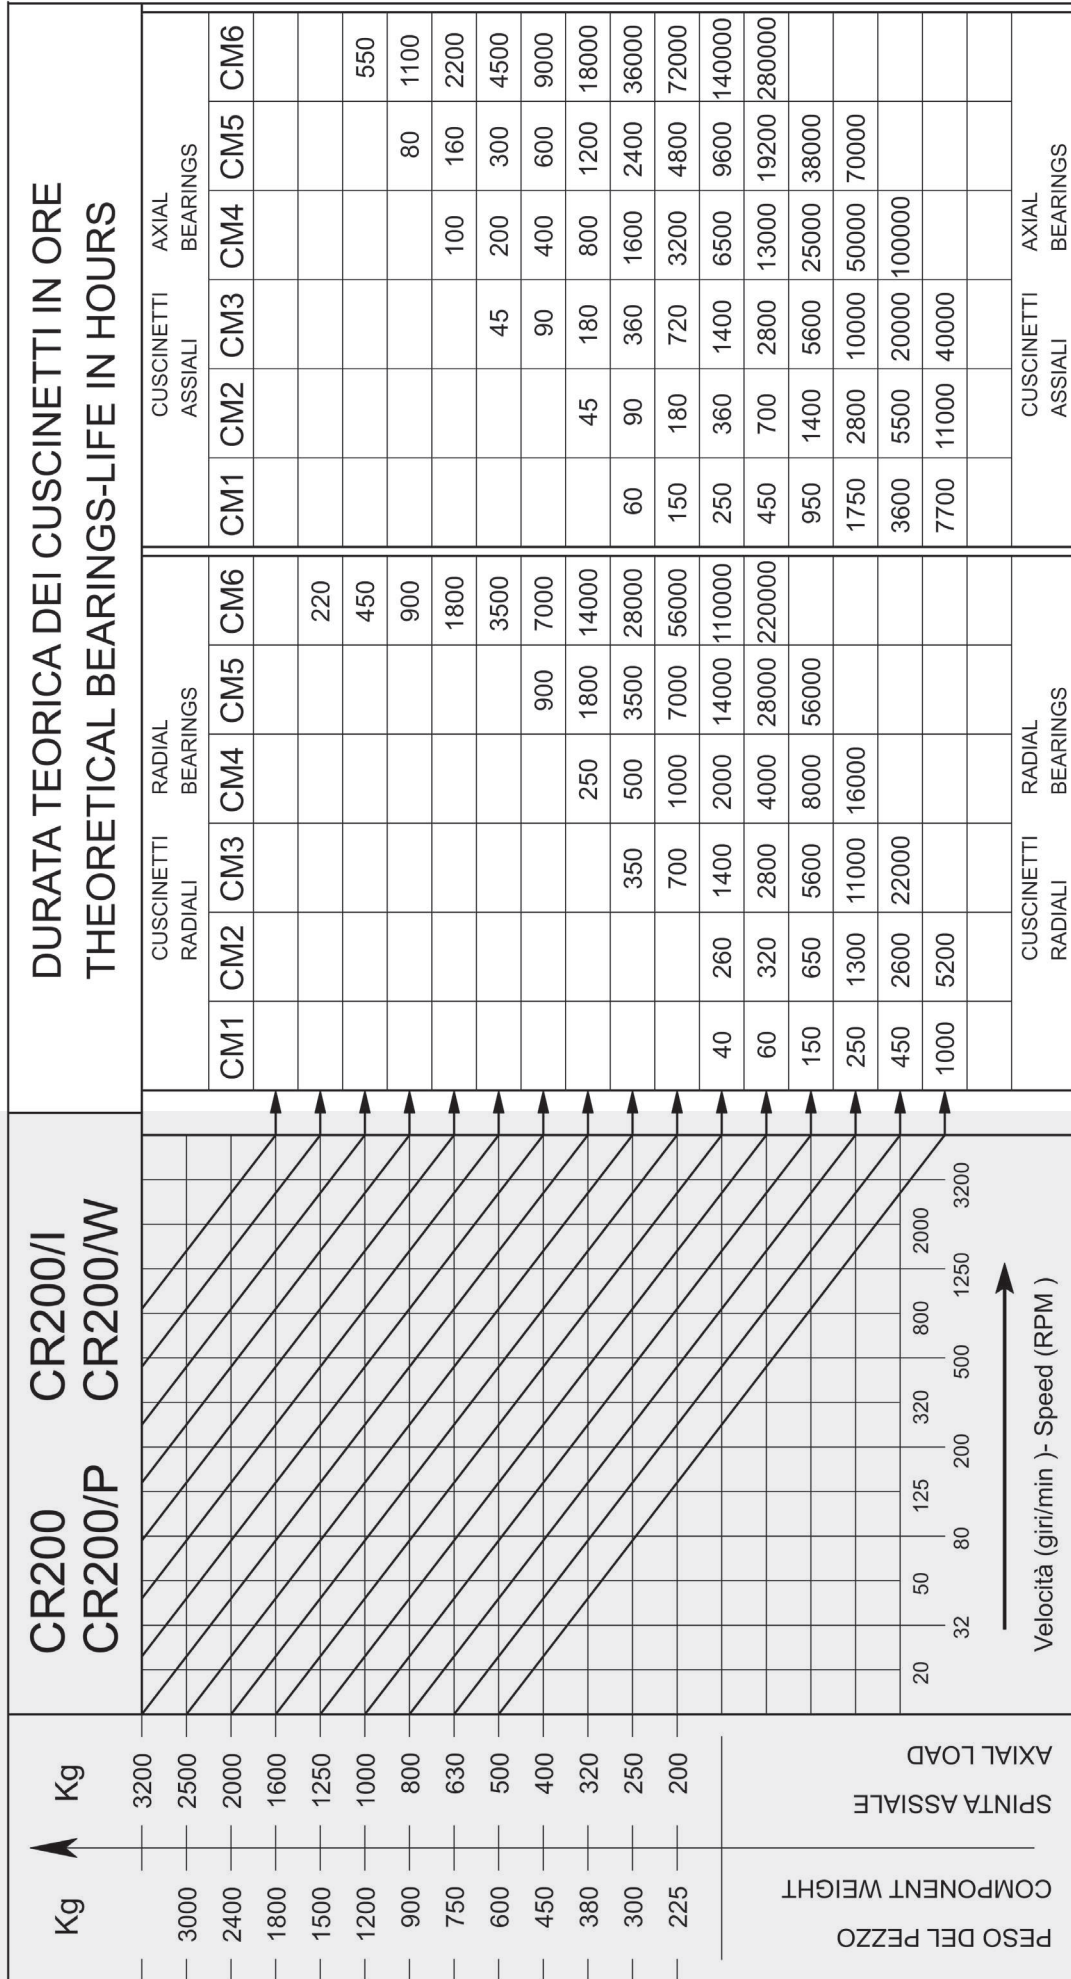 DURATA TEORICA DEI CUSCINETTI IN ORE
THEORETICAL BEARINGS-LIFE IN HOURS
CR200 CR200/I
CR200/P CR200/W
Kg Kg
CUSCINETTI RADIAL CUSCINETTI AXIAL
RADIALI BEARINGS ASSIALI BEARINGS
CM1 CM2 CM3 CM4 CM5 CM6 CM1 CM2 CM3 CM4 CM5 CM6
3200
3000 2500 220
2400 2000 450 550
1800 1600 900 80 1100
1500 1250 1800 100 160 2200
1200 1000 3500 45 200 300 4500
900 800 900 7000 90 400 600 9000
750 630 250 1800 14000 45 180 800 1200 18000
600 500 350 500 3500 28000 60 90 360 1600 2400 36000
450 400 700 1000 7000 56000 150 180 720 3200 4800 72000
380 320 40 260 1400 2000 14000 110000 250 360 1400 6500 9600 140000
300 250 60 320 2800 4000 28000 220000 450 700 2800 13000 19200 280000
225 200 150 650 5600 8000 56000 950 1400 5600 25000 38000
250 1300 11000 16000 1750 2800 10000 50000 70000
450 2600 22000 3600 5500 20000 100000
1000 5200 7700 11000 40000
20 50 125 320 800 2000
32 80 200 500 1250 3200
Velocità (giri/min )- Speed (RPM )
CUSCINETTI RADIAL CUSCINETTI AXIAL
RADIALI BEARINGS ASSIALI BEARINGS
PESO DEL PEZZO
COMPONENT WEIGHT
SPINTA ASSIALE
AXIAL LOAD